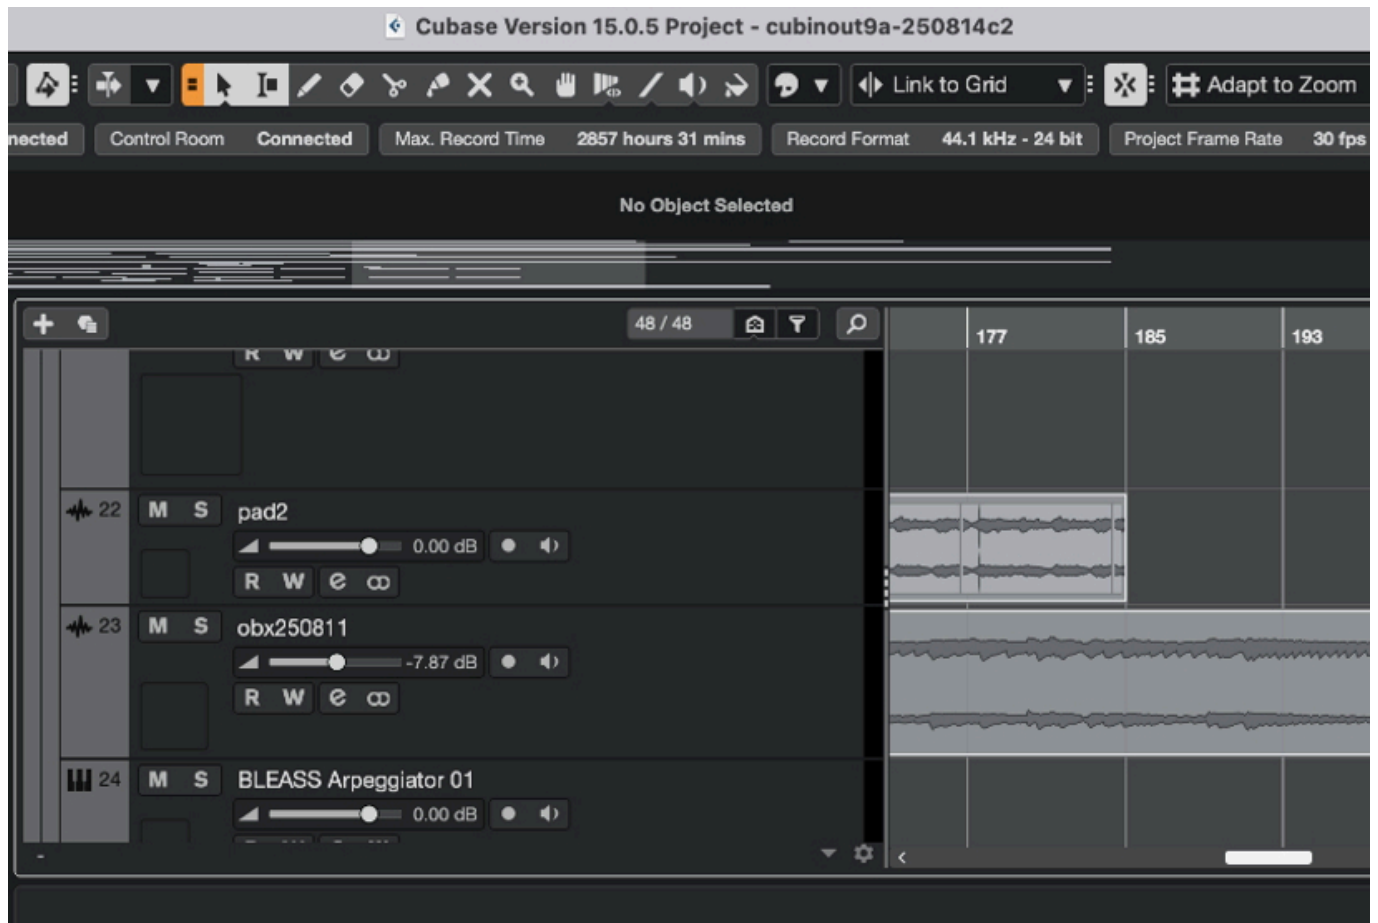 Cubase Version 15.0.5 Project - cubinout9a-250814c2
Link to Grid
Adapt to Zoom
nected
Control Room Connected
Max. Record Time 2857 hours 31 mins
Record Format 44.1 kHz - 24 bit
Project Frame Rate 30 fps
No Object Selected
48 / 48
177 185 193
R W e
22 M S pad2
0.00 dB
R W e
23 M S obx250811
-7.87 dB
R W e
24 M S BLEASS Arpeggiator 01
0.00 dB